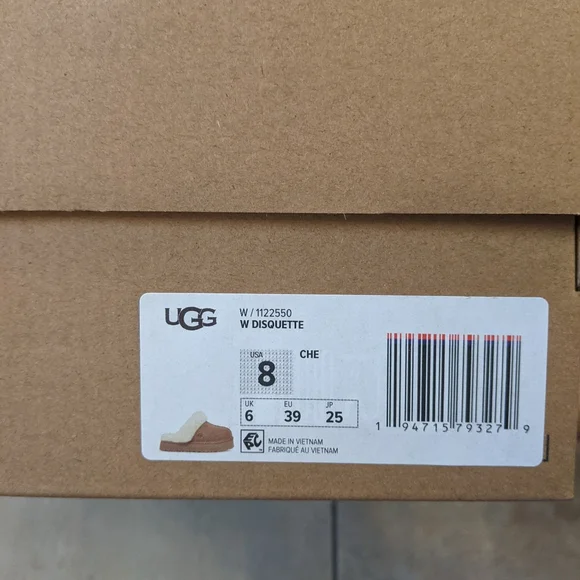 UGG
W / 1122550
W DISQUETTE
USA
8
CHE
UK EU JP
6 39 25
MADE IN VIETNAM
FABRIQUÉ AU VIETNAM
1 94715 79327 9